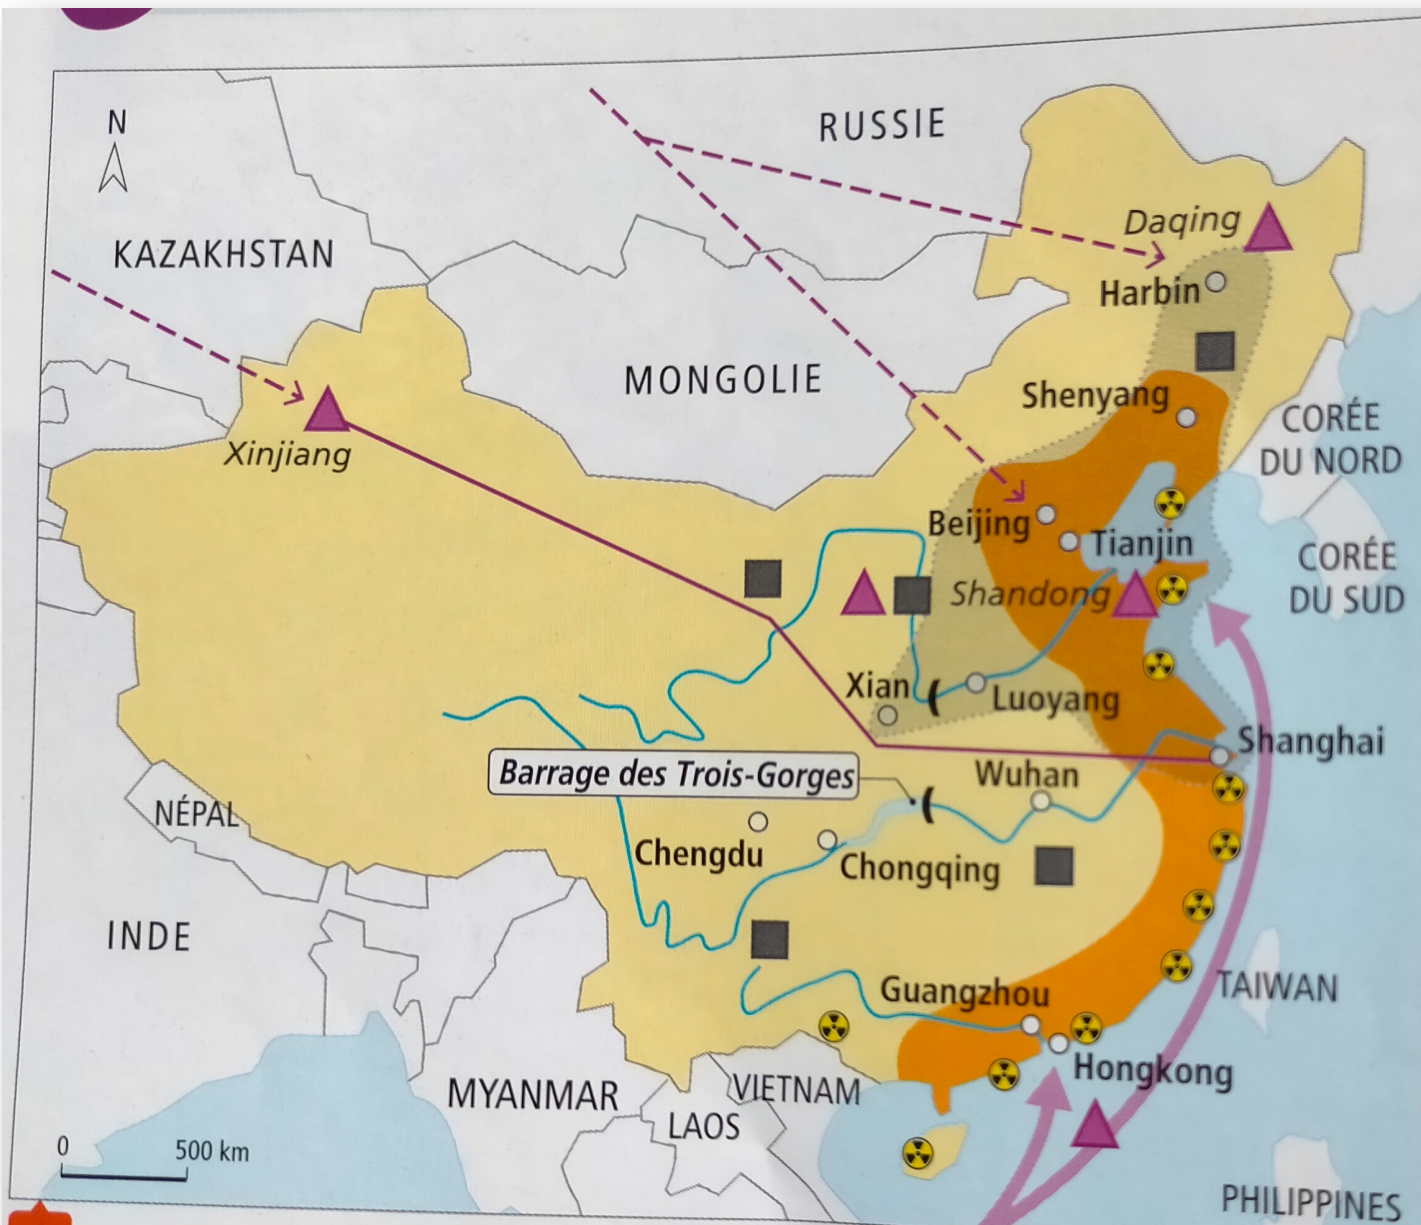 N
RUSSIE
KAZAKHSTAN
Daqing
Harbin
MONGOLIE
Shenyang
CORÉE
DU NORD
Xinjiang
Beijing
Tianjin
CORÉE
DU SUD
Shandong
Xian
Luoyang
Shanghai
Barrage des Trois-Gorges
Wuhan
NÉPAL
Chengdu
Chongqing
INDE
Guangzhou
TAIWAN
Hongkong
MYANMAR
VIETNAM
LAOS
0 500 km
PHILIPPINES